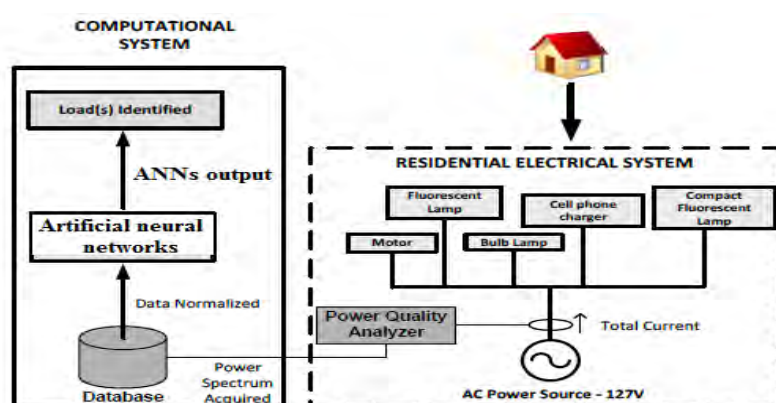 COMPUTATIONAL
SYSTEM
Load(s) Identified
ANNs output
Artificial neural
networks
Data Normalized
Database
Power
Spectrum
Acquired
RESIDENTIAL ELECTRICAL SYSTEM
Fluorescent
Lamp
Cell phone
charger
Compact
Fluorescent
Lamp
Motor
Bulb Lamp
Power Quality
Analyzer
Total Current
AC Power Source - 127V